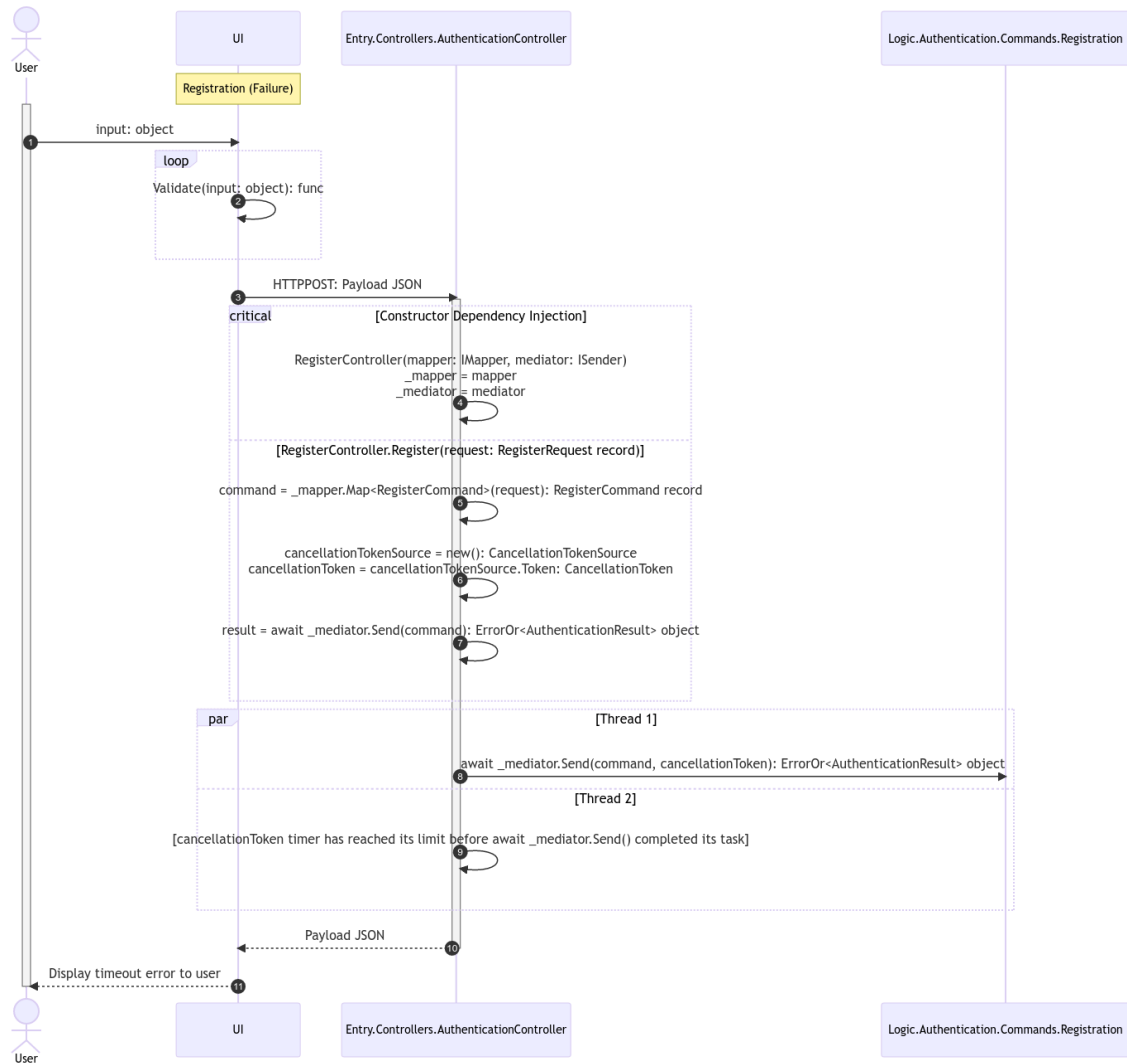 UI
Entry.Controllers.AuthenticationController
Logic.Authentication.Commands.Registration
User
Registration (Failure)
1
input: object
loop
Validate(input: object): func
2
HTTPPOST: Payload JSON
3
critical
[Constructor Dependency Injection]
RegisterController(mapper: IMapper, mediator: ISender)
_mapper = mapper
_mediator = mediator
4
[RegisterController.Register(request: RegisterRequest record)]
command = _mapper.Map<RegisterCommand>(request): RegisterCommand record
5
cancellationTokenSource = new(): CancellationTokenSource
cancellationToken = cancellationTokenSource.Token: CancellationToken
6
result = await _mediator.Send(command): ErrorOr<AuthenticationResult> object
7
par
[Thread 1]
await _mediator.Send(command, cancellationToken): ErrorOr<AuthenticationResult> object
8
[Thread 2]
[cancellationToken timer has reached its limit before await _mediator.Send() completed its task]
9
Payload JSON
10
Display timeout error to user
11
User
UI
Entry.Controllers.AuthenticationController
Logic.Authentication.Commands.Registration